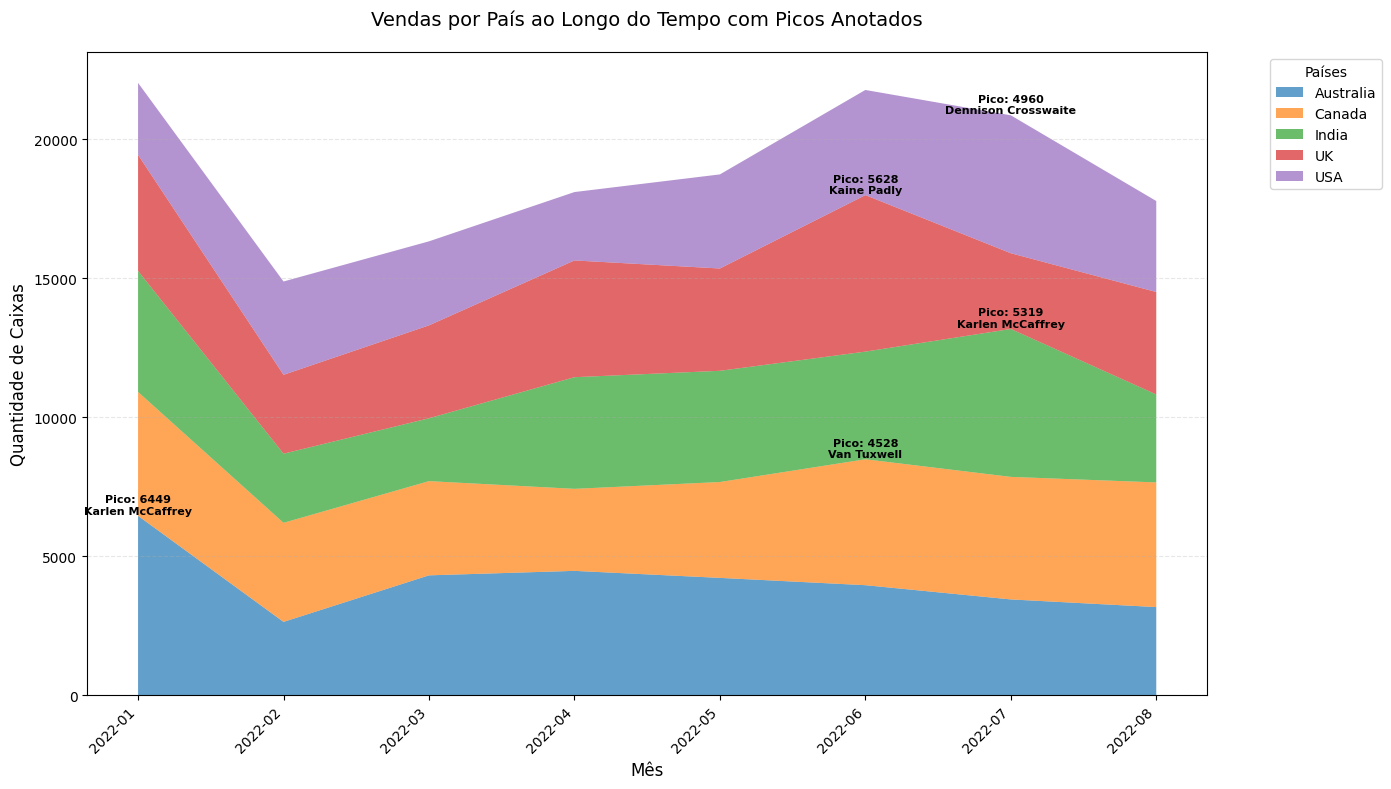 Vendas por País ao Longo do Tempo com Picos Anotados
Países
Australia
Canada
India
UK
USA
Pico: 4960
Dennison Crosswaite
Pico: 5628
Kaine Padly
Pico: 5319
Karlen McCaffrey
Pico: 4528
Van Tuxwell
Pico: 6449
Karlen McCaffrey
Quantidade de Caixas
20000
15000
10000
5000
0
2022-01
2022-02
2022-03
2022-04
2022-05
2022-06
2022-07
2022-08
Mês